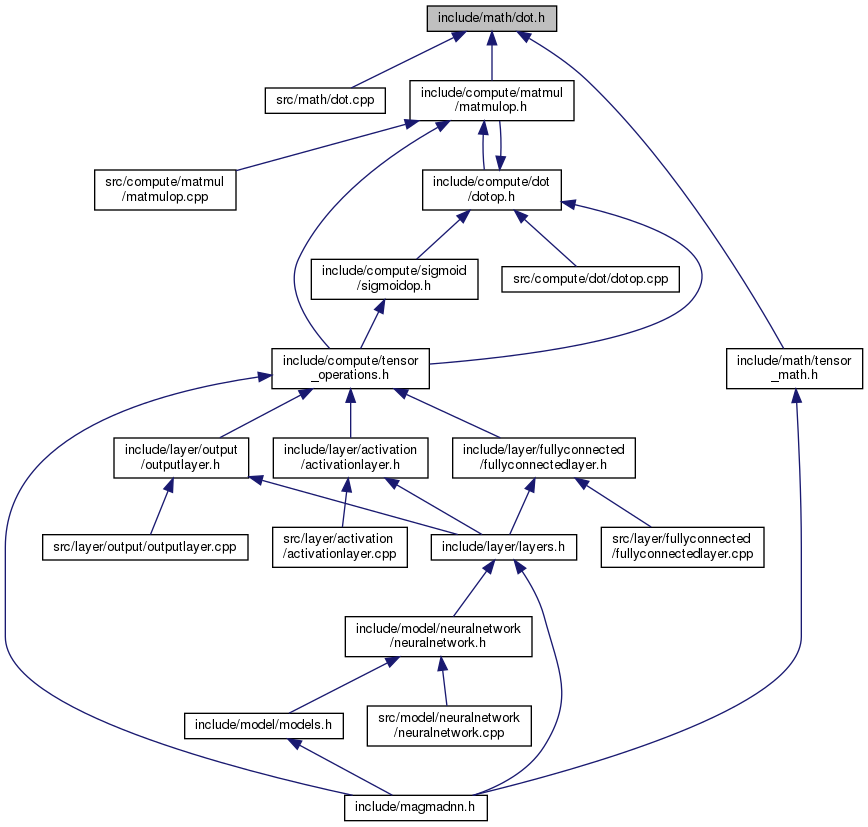 include/math/dot.h
src/math/dot.cpp
include/compute/matmul
/matmulop.h
src/compute/matmul
/matmulop.cpp
include/compute/dot
/dotop.h
include/compute/sigmoid
/sigmoidop.h
src/compute/dot/dotop.cpp
include/compute/tensor
_operations.h
include/math/tensor
_math.h
include/layer/output
/outputlayer.h
include/layer/activation
/activationlayer.h
include/layer/fullyconnected
/fullyconnectedlayer.h
src/layer/output/outputlayer.cpp
src/layer/activation
/activationlayer.cpp
include/layer/layers.h
src/layer/fullyconnected
/fullyconnectedlayer.cpp
include/model/neuralnetwork
/neuralnetwork.h
include/model/models.h
src/model/neuralnetwork
/neuralnetwork.cpp
include/magmadnn.h